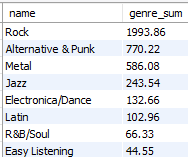 name genre_sum
Rock 1993.86
Alternative & Punk 770.22
Metal 586.08
Jazz 243.54
Electronica/Dance 132.66
Latin 102.96
R&B/Soul 66.33
Easy Listening 44.55